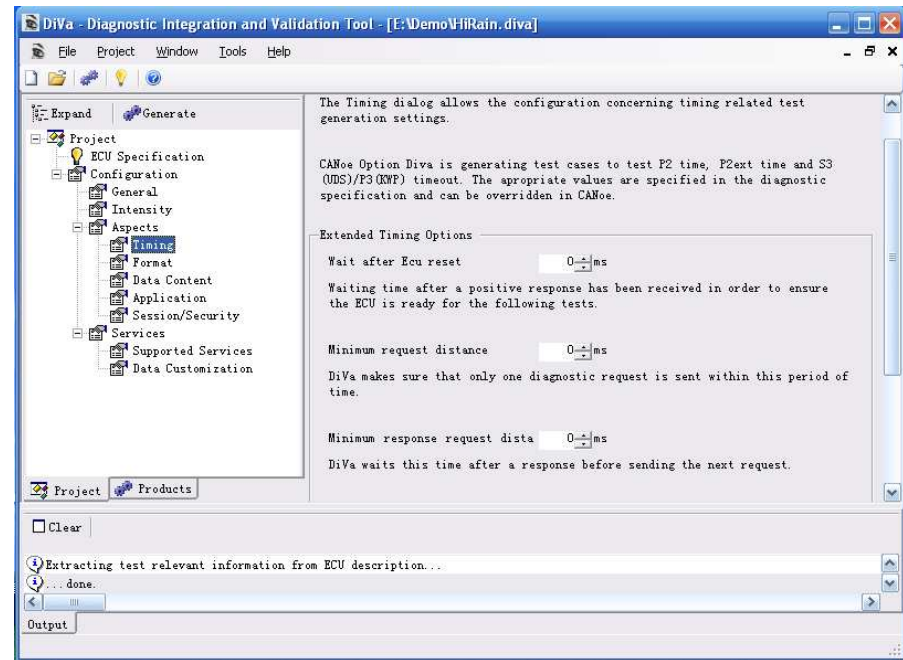 DiVa - Diagnostic Integration and Validation Tool - [E:\Demo\HiRain.diva]
File Project Window Tools Help
Expand Generate
Project
ECU Specification
Configuration
General
Intensity
Aspects
Timing
Format
Data Content
Application
Session/Security
Services
Supported Services
Data Customization
Project Products
The Timing dialog allows the configuration concerning timing related test
generation settings.
CANoe Option Diva is generating test cases to test P2 time, P2ext time and S3
(UDS)/P3(KWP) timeout. The apropriate values are specified in the diagnostic
specification and can be overridden in CANoe.
Extended Timing Options
Wait after Ecu reset 0 ms
Waiting time after a positive response has been received in order to ensure
the ECU is ready for the following tests.
Minimum request distance 0 ms
DiVa makes sure that only one diagnostic request is sent within this period of
time.
Minimum response request dista 0 ms
DiVa waits this time after a response before sending the next request.
Clear
Extracting test relevant information from ECU description...
... done.
Output